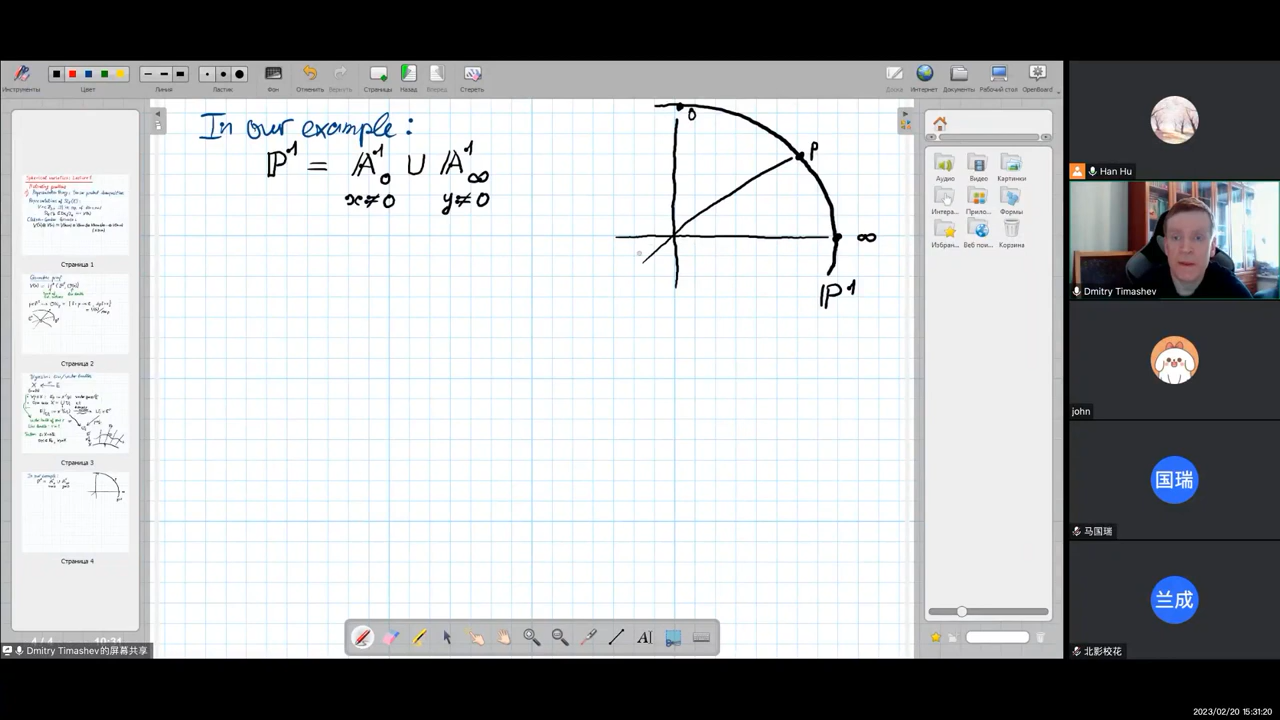 Инструменты
Цвет
Линия
Ластик
Фон
Отменить
Вернуть
Страницы
Назад
Вперед
Стереть
Доска
Интернет
Документы
Рабочий стол
OpenBoard
In our example:
ℙ¹ = 𝔸¹₀ ∪ 𝔸¹∞
x≠0 y≠0
0
P
∞
ℙ¹
Страница 1
Страница 2
Страница 3
Страница 4
4 / 4
Аудио
Видео
Картинки
Интера...
Прило...
Формы
Избран...
Веб пои...
Корзина
Han Hu
Dmitry Timashev
john
国瑞
马国瑞
兰成
北影校花
Dmitry Timashev的屏幕共享
2023/02/20 15:31:20